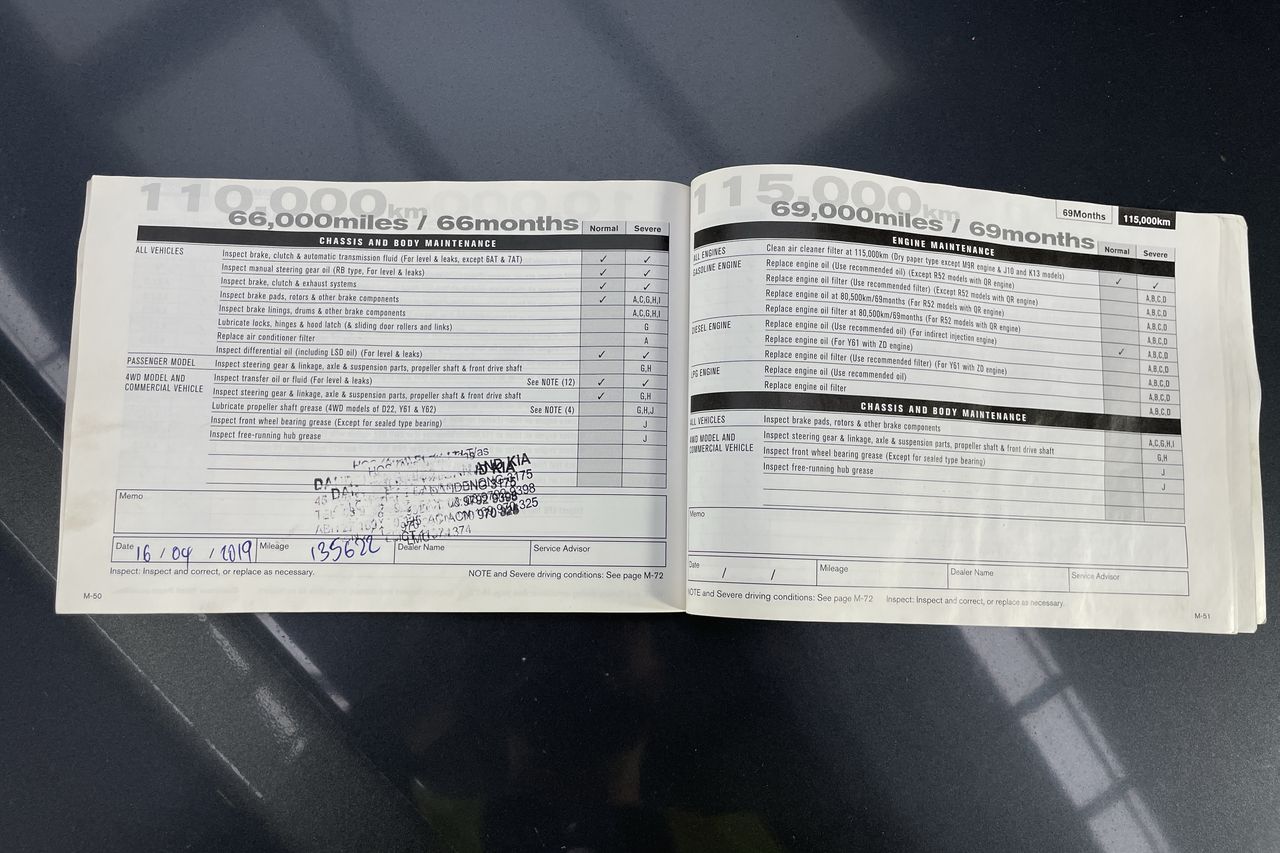 110,000km
66,000miles / 66months
Normal Severe
CHASSIS AND BODY MAINTENANCE
ALL VEHICLES Inspect brake, clutch & automatic transmission fluid (For level & leaks, except 6AT & 7AT) ✓ ✓
Inspect manual steering gear oil (RB type, For level & leaks) ✓ ✓
Inspect brake, clutch & exhaust systems ✓ ✓
Inspect brake pads, rotors & other brake components ✓ A,C,G,H,I
Inspect brake linings, drums & other brake components A,C,G,H,I
Lubricate locks, hinges & hood latch (& sliding door rollers and links) G
Replace air conditioner filter A
Inspect differential oil (including LSD oil) (For level & leaks) ✓ ✓
PASSENGER MODEL Inspect steering gear & linkage, axle & suspension parts, propeller shaft & front drive shaft G,H
4WD MODEL AND COMMERCIAL VEHICLE Inspect transfer oil or fluid (For level & leaks) See NOTE (12) ✓ ✓
Inspect steering gear & linkage, axle & suspension parts, propeller shaft & front drive shaft ✓ G,H
Lubricate propeller shaft grease (4WD models of D22, Y61 & Y62) See NOTE (4) G,H,J
Inspect front wheel bearing grease (Except for sealed type bearing) J
Inspect free-running hub grease J
AND KIA
Memo
Date 16 / 04 / 2019 Mileage 135622 Dealer Name Service Advisor
Inspect: Inspect and correct, or replace as necessary. NOTE and Severe driving conditions: See page M-72
M-50
115,000km
69,000miles / 69months
69Months 115,000km
Normal Severe
ENGINE MAINTENANCE
ALL ENGINES Clean air cleaner filter at 115,000km (Dry paper type except M9R engine & J10 and K13 models)
GASOLINE ENGINE Replace engine oil (Use recommended oil) (Except R52 models with QR engine) ✓ ✓
Replace engine oil filter (Use recommended filter) (Except R52 models with QR engine) A,B,C,D
Replace engine oil at 80,500km/69months (For R52 models with QR engine) A,B,C,D
Replace engine oil filter at 80,500km/69months (For R52 models with QR engine) A,B,C,D
DIESEL ENGINE Replace engine oil (Use recommended oil) (For indirect injection engine) A,B,C,D
Replace engine oil (For Y61 with ZD engine) ✓ A,B,C,D
Replace engine oil filter (Use recommended filter) (For Y61 with ZD engine) A,B,C,D
LPG ENGINE Replace engine oil (Use recommended oil) A,B,C,D
Replace engine oil filter A,B,C,D
CHASSIS AND BODY MAINTENANCE
ALL VEHICLES Inspect brake pads, rotors & other brake components A,C,G,H,I
4WD MODEL AND COMMERCIAL VEHICLE Inspect steering gear & linkage, axle & suspension parts, propeller shaft & front drive shaft G,H
Inspect front wheel bearing grease (Except for sealed type bearing) J
Inspect free-running hub grease J
Memo
Date / / Mileage Dealer Name Service Advisor
NOTE and Severe driving conditions: See page M-72 Inspect: Inspect and correct, or replace as necessary.
M-51